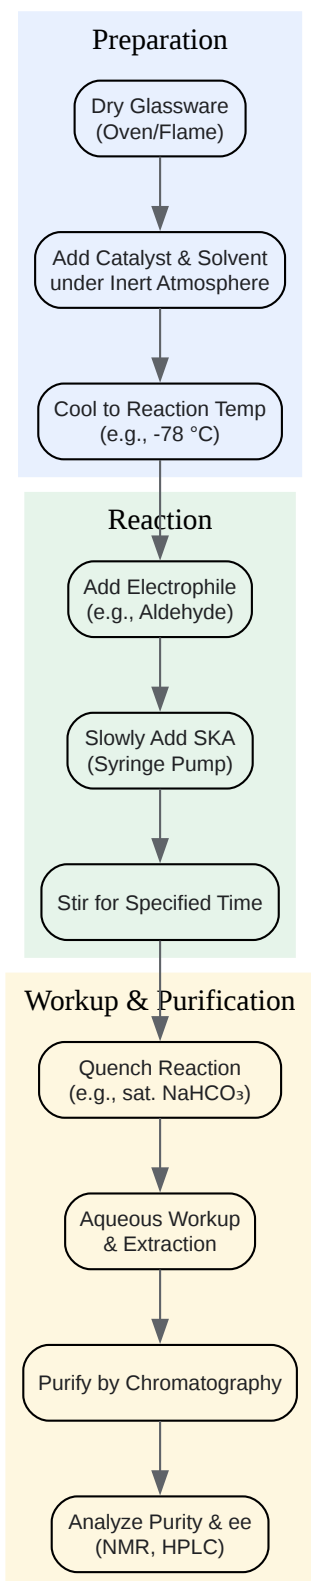 Preparation
Dry Glassware
(Oven/Flame)
Add Catalyst & Solvent
under Inert Atmosphere
Cool to Reaction Temp
(e.g., -78 °C)
Reaction
Add Electrophile
(e.g., Aldehyde)
Slowly Add SKA
(Syringe Pump)
Stir for Specified Time
Workup & Purification
Quench Reaction
(e.g., sat. NaHCO₃)
Aqueous Workup
& Extraction
Purify by Chromatography
Analyze Purity & ee
(NMR, HPLC)